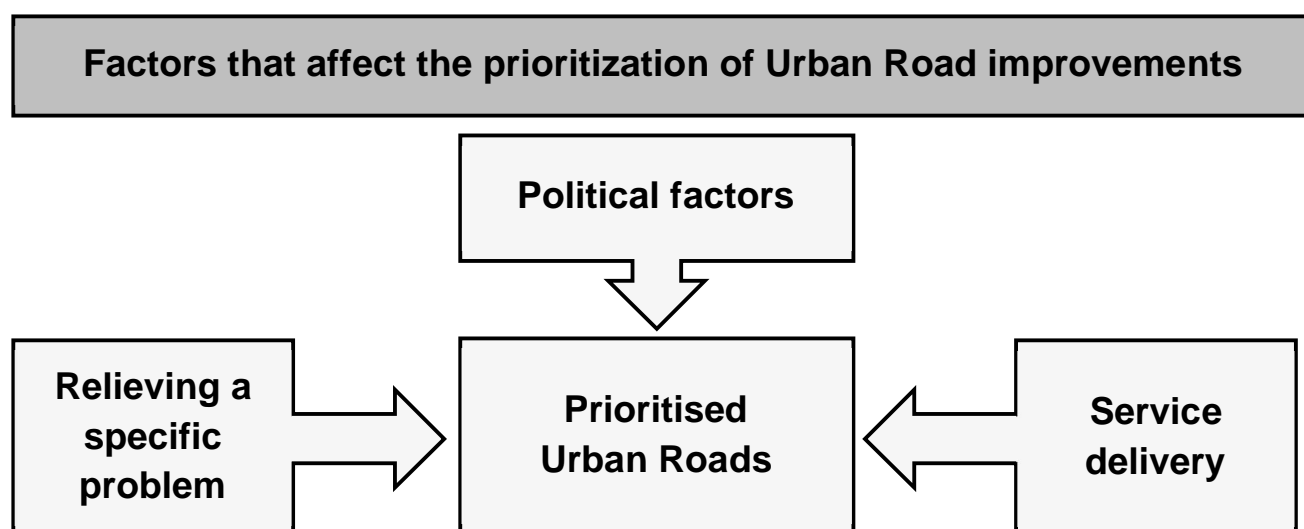 Factors that affect the prioritization of Urban Road improvements
Political factors
Relieving a
specific
problem
Prioritised
Urban Roads
Service
delivery